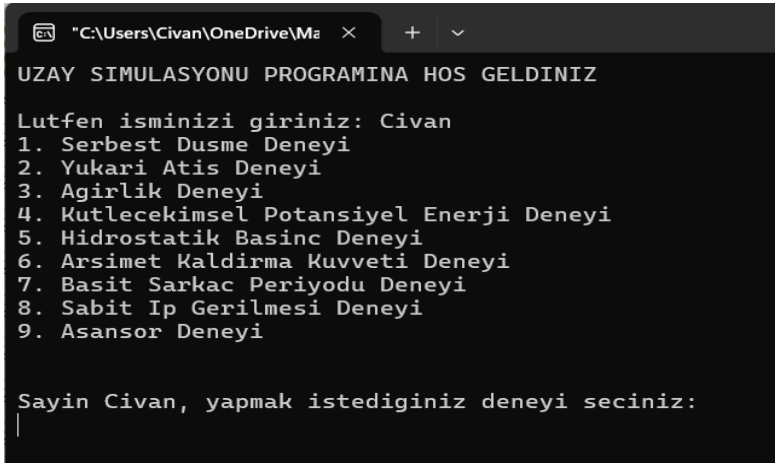 "C:\Users\Civan\OneDrive\Ma
UZAY SIMULASYONU PROGRAMINA HOS GELDINIZ
Lutfen isminizi giriniz: Civan
1. Serbest Dusme Deneyi
2. Yukari Atis Deneyi
3. Agirlik Deneyi
4. Kutlecekimsel Potansiyel Enerji Deneyi
5. Hidrostatik Basinc Deneyi
6. Arsimet Kaldirma Kuvveti Deneyi
7. Basit Sarkac Periyodu Deneyi
8. Sabit Ip Gerilmesi Deneyi
9. Asansor Deneyi
Sayin Civan, yapmak istediginiz deneyi seciniz: